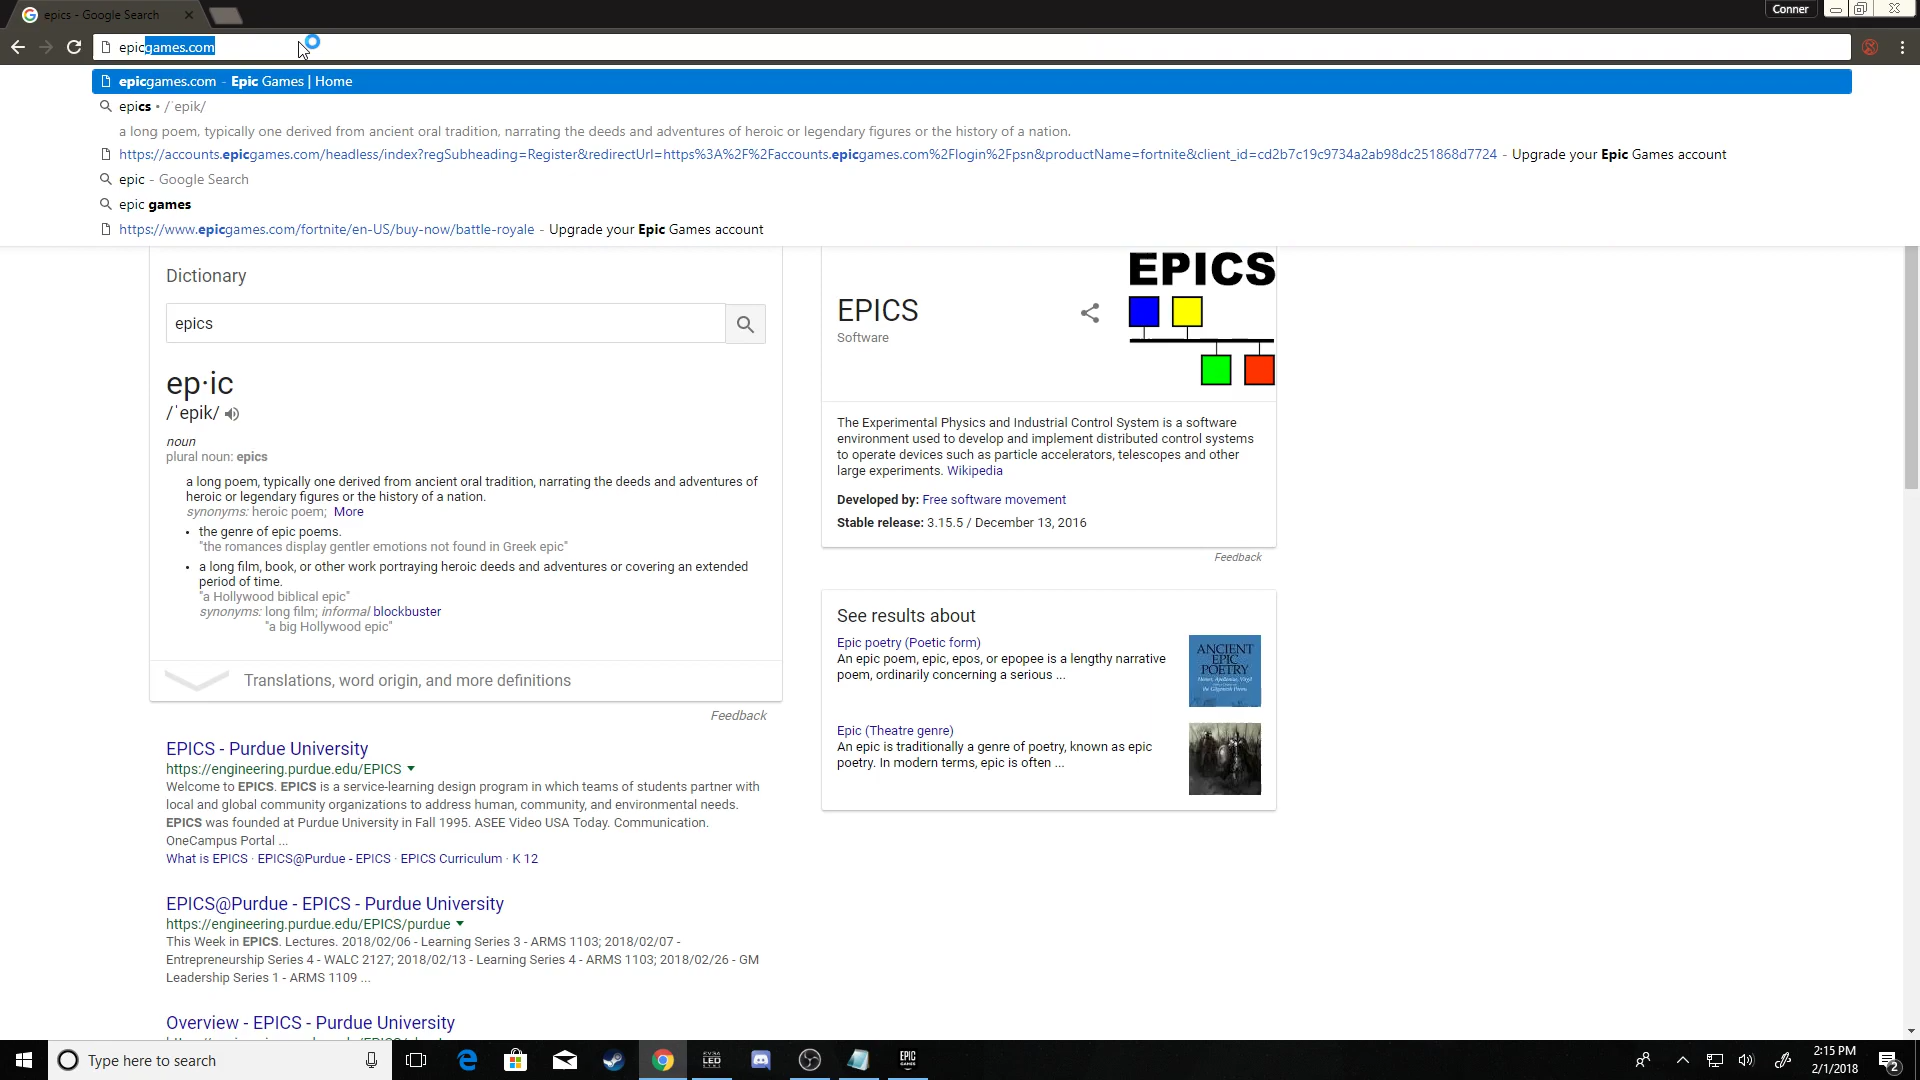 epics - Google Search
Conner
epicgames.com
epicgames.com - Epic Games | Home
epics • /ˈepik/
a long poem, typically one derived from ancient oral tradition, narrating the deeds and adventures of heroic or legendary figures or the history of a nation.
https://accounts.epicgames.com/headless/index?regSubheading=Register&redirectUrl=https%3A%2F%2Faccounts.epicgames.com%2Flogin%2Fpsn&productName=fortnite&client_id=cd2b7c19c9734a2ab98dc251868d7724 - Upgrade your Epic Games account
epic - Google Search
epic games
https://www.epicgames.com/fortnite/en-US/buy-now/battle-royale - Upgrade your Epic Games account
Dictionary
epics
ep·ic
/ˈepik/
noun
plural noun: epics
a long poem, typically one derived from ancient oral tradition, narrating the deeds and adventures of
heroic or legendary figures or the history of a nation.
synonyms: heroic poem; More
• the genre of epic poems.
"the romances display gentler emotions not found in Greek epic"
• a long film, book, or other work portraying heroic deeds and adventures or covering an extended
period of time.
"a Hollywood biblical epic"
synonyms: long film; informal blockbuster
"a big Hollywood epic"
Translations, word origin, and more definitions
Feedback
EPICS - Purdue University
https://engineering.purdue.edu/EPICS
Welcome to EPICS. EPICS is a service-learning design program in which teams of students partner with
local and global community organizations to address human, community, and environmental needs.
EPICS was founded at Purdue University in Fall 1995. ASEE Video USA Today. Communication.
OneCampus Portal ...
What is EPICS · EPICS@Purdue - EPICS · EPICS Curriculum · K 12
EPICS@Purdue - EPICS - Purdue University
https://engineering.purdue.edu/EPICS/purdue
This Week in EPICS. Lectures. 2018/02/06 - Learning Series 3 - ARMS 1103; 2018/02/07 -
Entrepreneurship Series 4 - WALC 2127; 2018/02/13 - Learning Series 4 - ARMS 1103; 2018/02/26 - GM
Leadership Series 1 - ARMS 1109 ...
Overview - EPICS - Purdue University
EPICS
EPICS
Software
The Experimental Physics and Industrial Control System is a software
environment used to develop and implement distributed control systems
to operate devices such as particle accelerators, telescopes and other
large experiments. Wikipedia
Developed by: Free software movement
Stable release: 3.15.5 / December 13, 2016
Feedback
See results about
Epic poetry (Poetic form)
An epic poem, epic, epos, or epopee is a lengthy narrative
poem, ordinarily concerning a serious ...
ANCIENT
EPIC
POETRY
Epic (Theatre genre)
An epic is traditionally a genre of poetry, known as epic
poetry. In modern terms, epic is often ...
Type here to search
LED
EPIC
GAMES
2:15 PM
2/1/2018
2